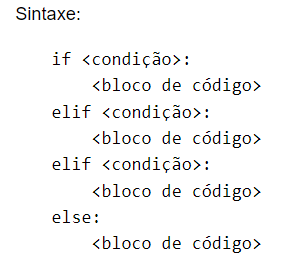 Sintaxe:
if <condição>:
<bloco de código>
elif <condição>:
<bloco de código>
elif <condição>:
<bloco de código>
else:
<bloco de código>